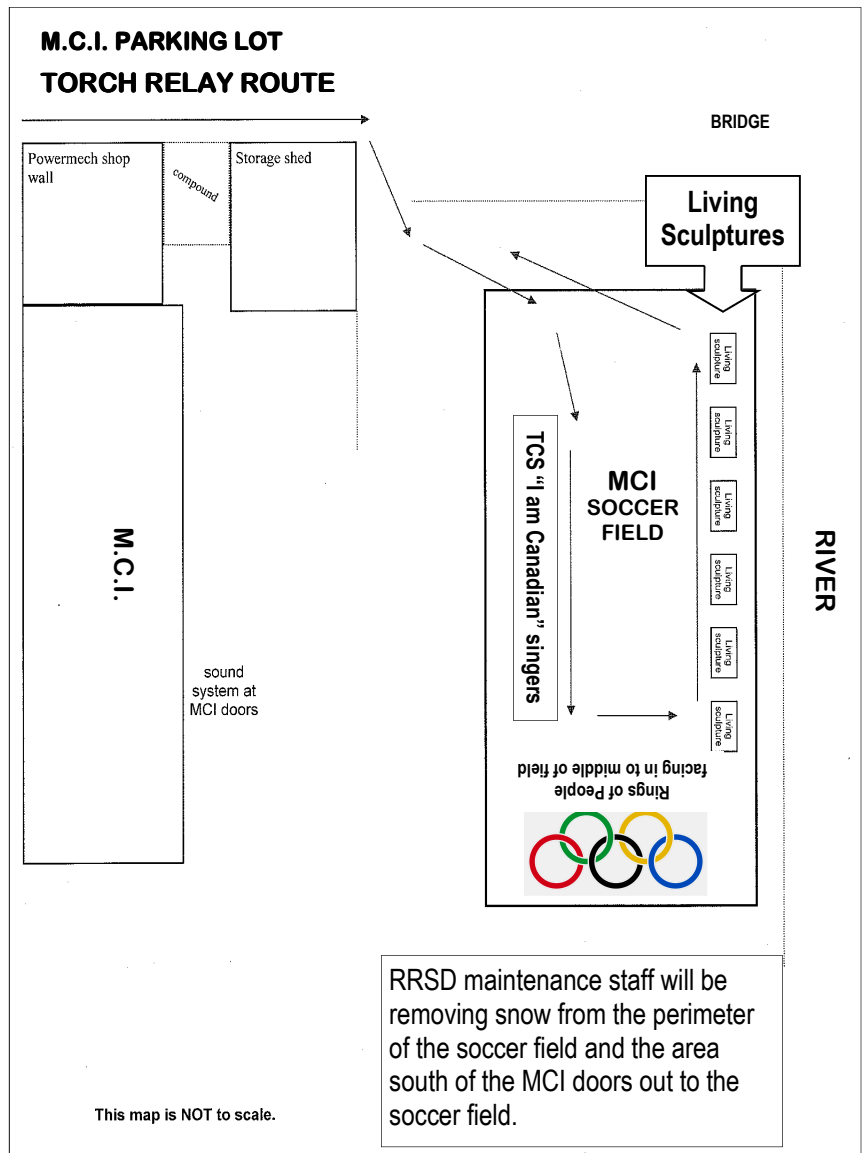 M.C.I. PARKING LOT
TORCH RELAY ROUTE
BRIDGE
Powermech shop
wall
compound
Storage shed
Living
Sculptures
Living
sculpture
Living
sculpture
Living
sculpture
Living
sculpture
Living
sculpture
Living
sculpture
TCS “I am Canadian” singers
MCI
SOCCER
FIELD
M.C.I.
RIVER
sound
system at
MCI doors
Rings of People
facing in to middle of field
RRSD maintenance staff will be
removing snow from the perimeter
of the soccer field and the area
south of the MCI doors out to the
soccer field.
This map is NOT to scale.